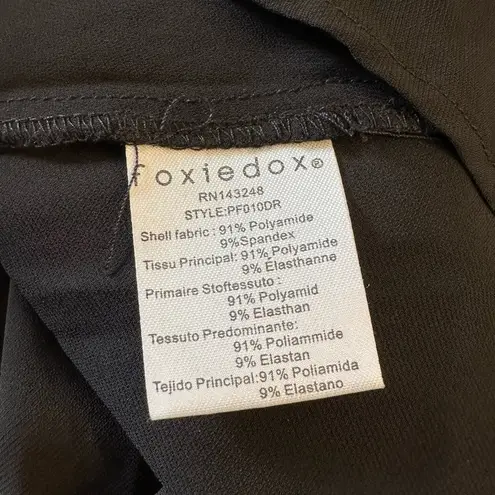 foxiedox®
RN143248
STYLE:PF010DR
Shell fabric : 91% Polyamide
9%Spandex
Tissu Principal: 91% Polyamide
9% Élasthanne
Primaire Stoftessuto :
91% Polyamid
9% Elasthan
Tessuto Predominante:
91% Poliammide
9% Elastan
Tejido Principal:91% Poliamida
9% Elastano